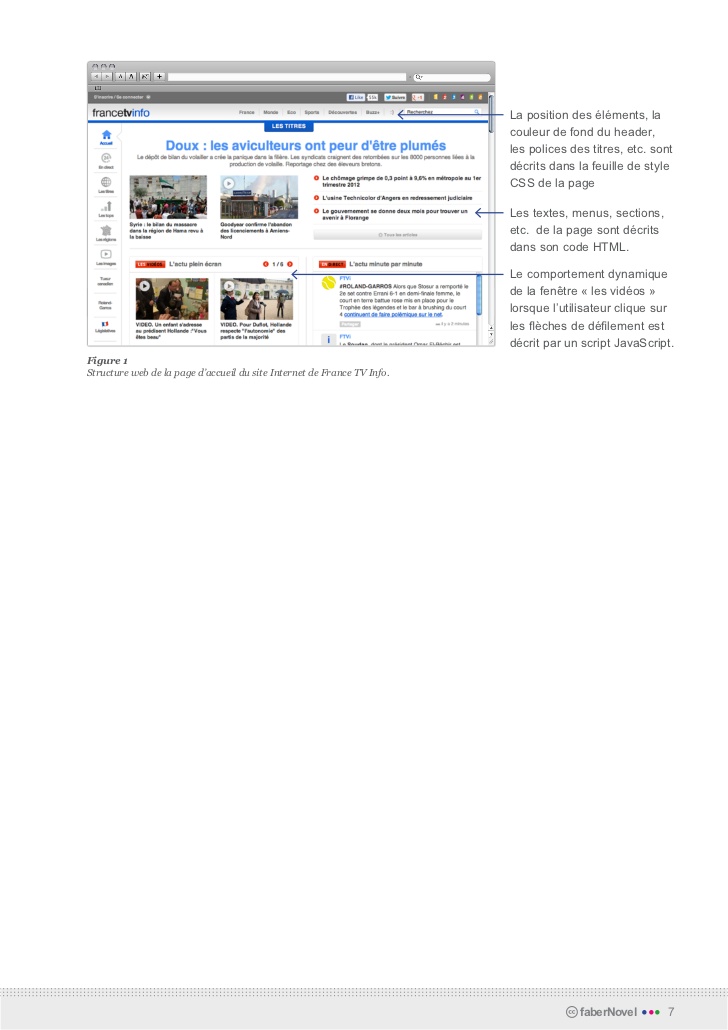 S'inscrire / Se connecter
Like
Suivre
francetvinfo
France Monde Eco Sports Découvertes Buzz Rechercher
LES TITRES
Accueil
En direct
Les titres
Les tops
Les régions
Les images
Tueur
cannibale
Roland-
Garros
Législatives
Doux : les aviculteurs ont peur d'être plumés
Le dépôt de bilan du volailler a crée la panique dans la filière. Les syndicats craignent des retombées sur les 8000 personnes liées à la
production de volaille. Reportage chez des éleveurs bretons.
Syrie : le bilan du massacre
dans la région de Hama revu à
la baisse
Goodyear confirme l'abandon
des licenciements à Amiens-
Nord
Le chômage grimpe de 0,3 point à 9,6% en métropole au 1er
trimestre 2012
L'usine Technicolor d'Angers en redressement judiciaire
Le gouvernement se donne deux mois pour trouver un
avenir à Florange
Tous les articles
LES VIDÉOS L'actu plein écran 1 / 6
VIDEO. Un enfant s'adresse
au président Hollande :"Vous
êtes beau"
VIDEO. Pour Duflot, Hollande
respecte "l'autonomie" des
partis de la majorité
EN DIRECT L'actu minute par minute
FTVi
#ROLAND-GARROS Alors que Stosur a remporté le
2e set contre Errani 6-1 en demi-finale femme, le
court en terre battue rose mis en place pour le
Trophée des légendes et le bar à brushing du court
4 continuent de faire polémique sur le net.
Partager il y a 3 minutes
FTVi
La position des éléments, la
couleur de fond du header,
les polices des titres, etc. sont
décrits dans la feuille de style
CSS de la page
Les textes, menus, sections,
etc. de la page sont décrits
dans son code HTML.
Le comportement dynamique
de la fenêtre « les vidéos »
lorsque l'utilisateur clique sur
les flèches de défilement est
décrit par un script JavaScript.
Figure 1
Structure web de la page d'accueil du site Internet de France TV Info.
cc faberNovel 7